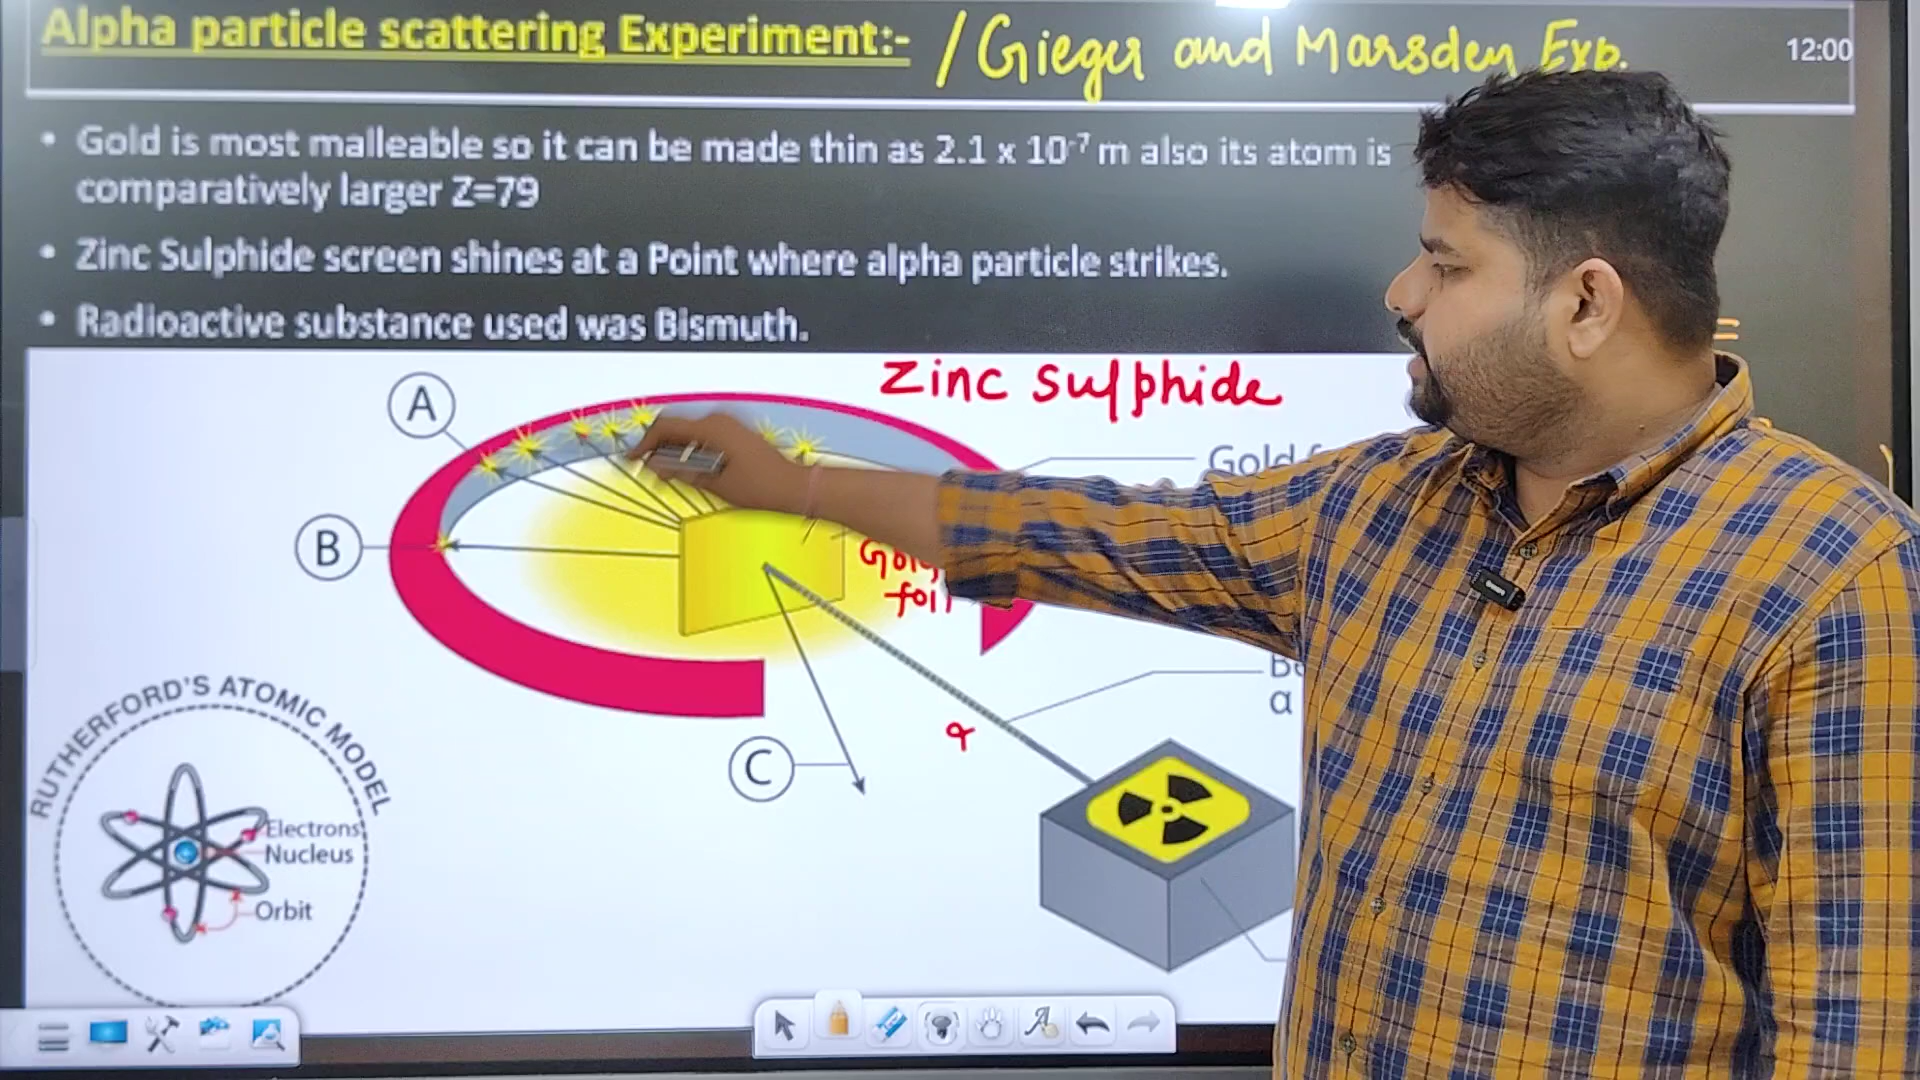 Alpha particle scattering Experiment:- / Gieger and Marsden Exp.
12:00
• Gold is most malleable so it can be made thin as 2.1 x 10⁻⁷ m also its atom is
comparatively larger Z=79
• Zinc Sulphide screen shines at a Point where alpha particle strikes.
• Radioactive substance used was Bismuth.
Zinc sulphide
A
Gold
B
foil
α
α
C
RUTHERFORD'S ATOMIC MODEL
Electrons
Nucleus
Orbit